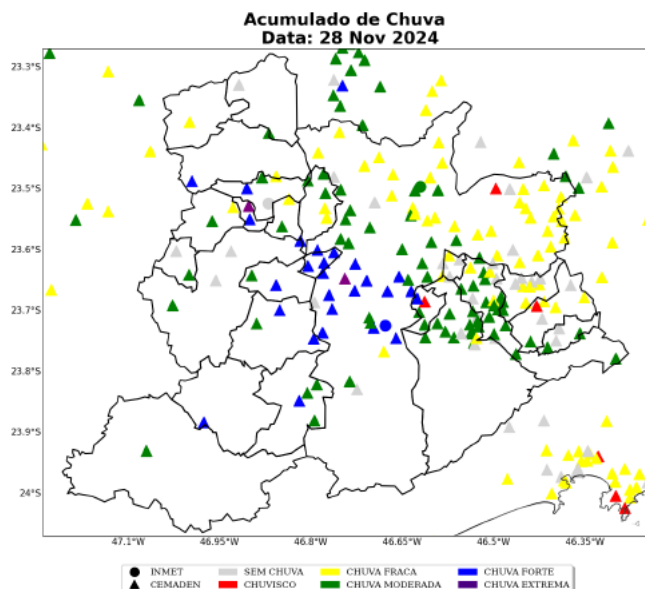 Acumulado de Chuva
Data: 28 Nov 2024
23.3°S
23.4°S
23.5°S
23.6°S
23.7°S
23.8°S
23.9°S
24°S
47.1°W
46.95°W
46.8°W
46.65°W
46.5°W
46.35°W
INMET
SEM CHUVA
CHUVA FRACA
CHUVA FORTE
CEMADEN
CHUVISCO
CHUVA MODERADA
CHUVA EXTREMA